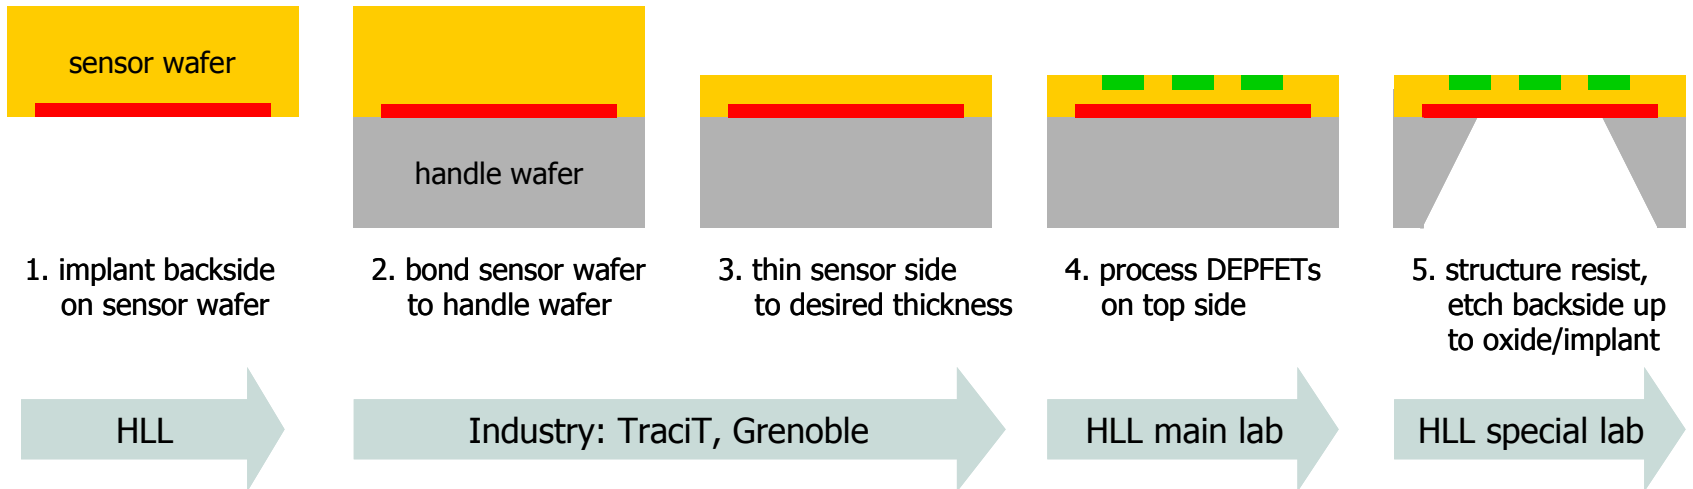 sensor wafer
handle wafer
1. implant backside
on sensor wafer
2. bond sensor wafer
to handle wafer
3. thin sensor side
to desired thickness
4. process DEPFETs
on top side
5. structure resist,
etch backside up
to oxide/implant
HLL
Industry: TraciT, Grenoble
HLL main lab
HLL special lab